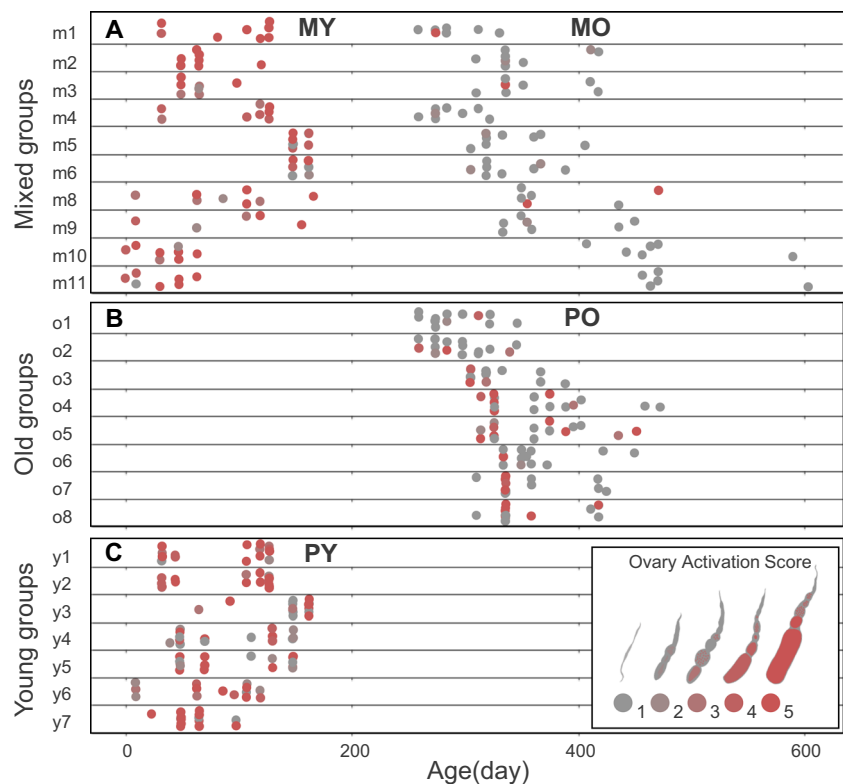 A MY MO
Mixed groups
m1
m2
m3
m4
m5
m6
m8
m9
m10
m11
B PO
Old groups
o1
o2
o3
o4
o5
o6
o7
o8
C PY
Young groups
y1
y2
y3
y4
y5
y6
y7
Ovary Activation Score
1 2 3 4 5
0 200 400 600
Age(day)